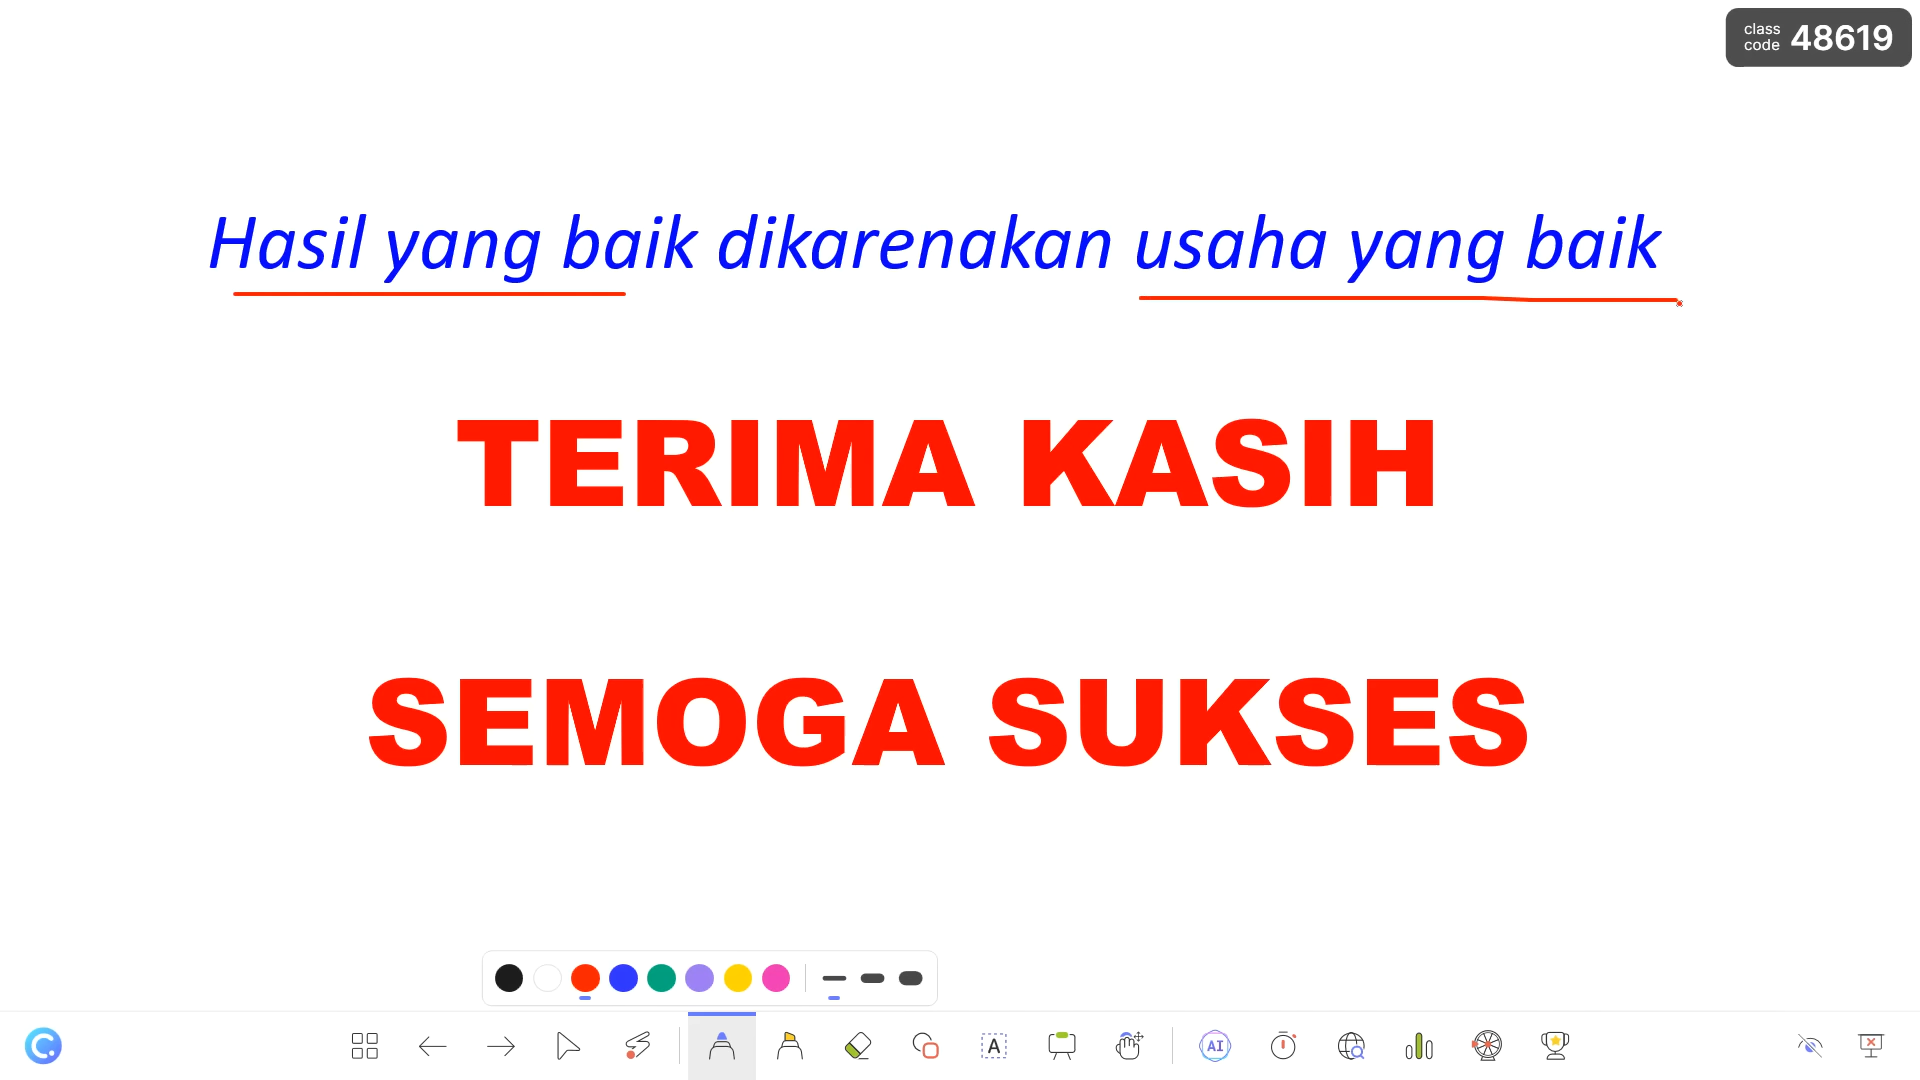 class
code 48619
Hasil yang baik dikarenakan usaha yang baik
TERIMA KASIH
SEMOGA SUKSES
A
AI